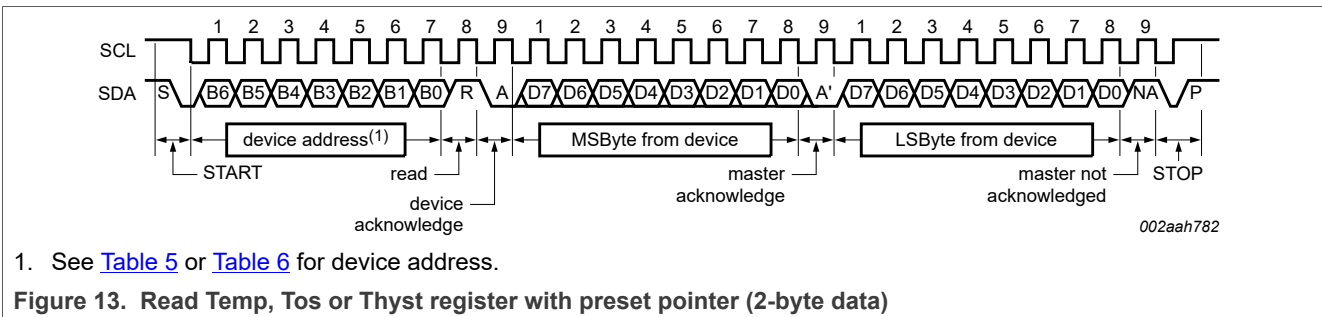 1 2 3 4 5 6 7 8 9 1 2 3 4 5 6 7 8 9 1 2 3 4 5 6 7 8 9
SCL
SDA S B6 B5 B4 B3 B2 B1 B0 R A D7 D6 D5 D4 D3 D2 D1 D0 A' D7 D6 D5 D4 D3 D2 D1 D0 NA P
device address(1) MSByte from device LSByte from device
START read master master not STOP
device acknowledge acknowledged
acknowledge
002aah782
1. See Table 5 or Table 6 for device address.
Figure 13. Read Temp, Tos or Thyst register with preset pointer (2-byte data)